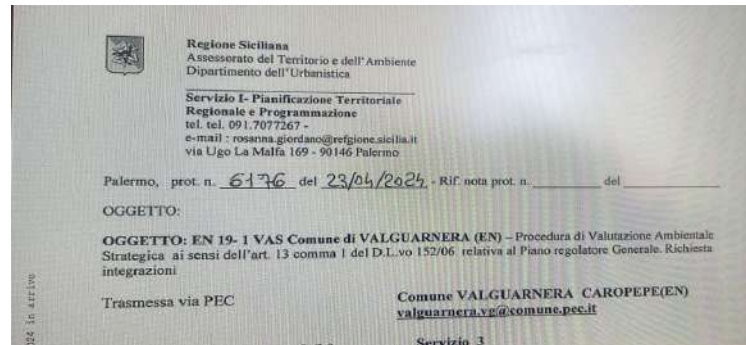 Regione Siciliana
Assessorato del Territorio e dell'Ambiente
Dipartimento dell'Urbanistica
Servizio I- Pianificazione Territoriale
Regionale e Programmazione
tel. tel. 091.7077267 -
e-mail : rosanna.giordano@refgione.sicilia.it
via Ugo La Malfa 169 - 90146 Palermo
Palermo, prot. n. 6176 del 23/04/2024 - Rif. nota prot. n. del
OGGETTO:
OGGETTO: EN 19- 1 VAS Comune di VALGUARNERA (EN) – Procedura di Valutazione Ambientale
Strategica ai sensi dell'art. 13 comma 1 del D.L.vo 152/06 relativa al Piano regolatore Generale. Richiesta
integrazioni
Trasmessa via PEC
Comune VALGUARNERA CAROPEPE(EN)
valguarnera.vg@comune.pec.it
Servizio 3
024 in arrivo